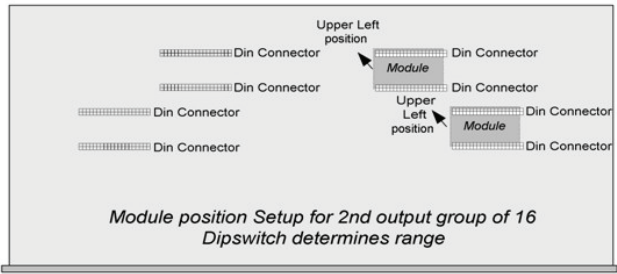 Upper Left
position
Din Connector
Din Connector
Module
Din Connector
Din Connector
Upper
Left
position
Din Connector
Din Connector
Module
Din Connector
Din Connector
Module position Setup for 2nd output group of 16
Dipswitch determines range